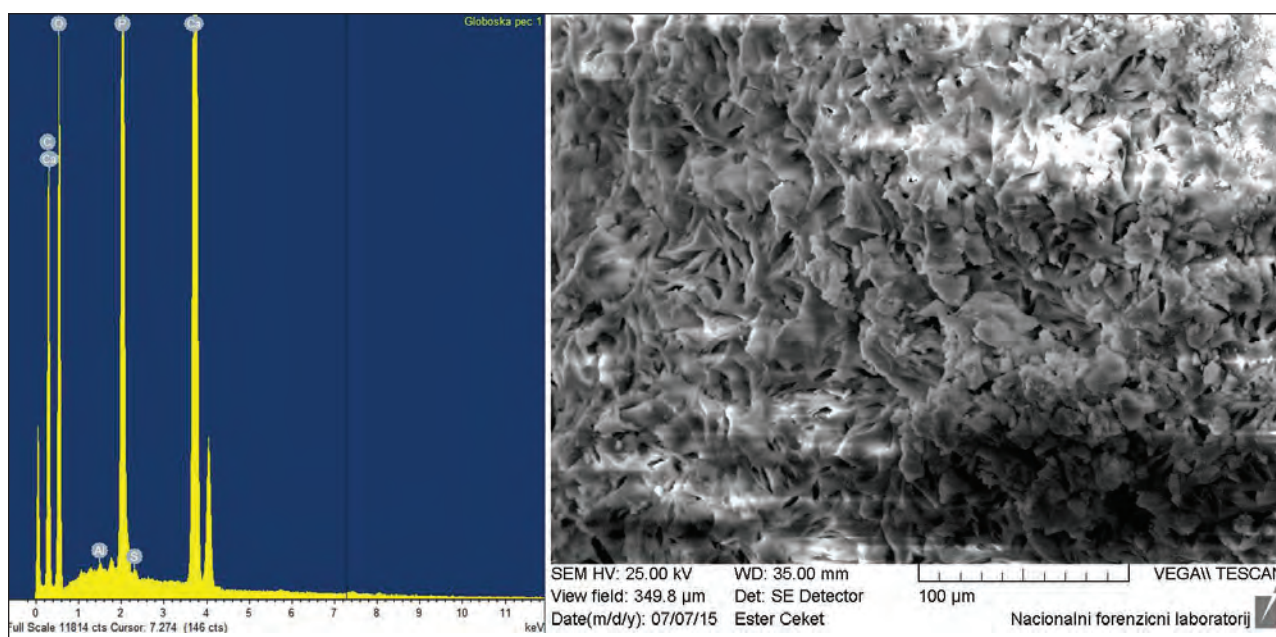 Globoska pec 1
O
P
Ca
C
Ca
Al
S
4 1 2 3 4 5 6 7 8 9 10 11
Full Scale 11814 cts Cursor: 7.274 (146 cts)
keV
SEM HV: 25.00 kV WD: 35.00 mm VEGA\\ TESCAN
View field: 349.8 µm Det: SE Detector 100 µm
Date(m/d/y): 07/07/15 Ester Ceket Nacionalni forenzicni laboratorij